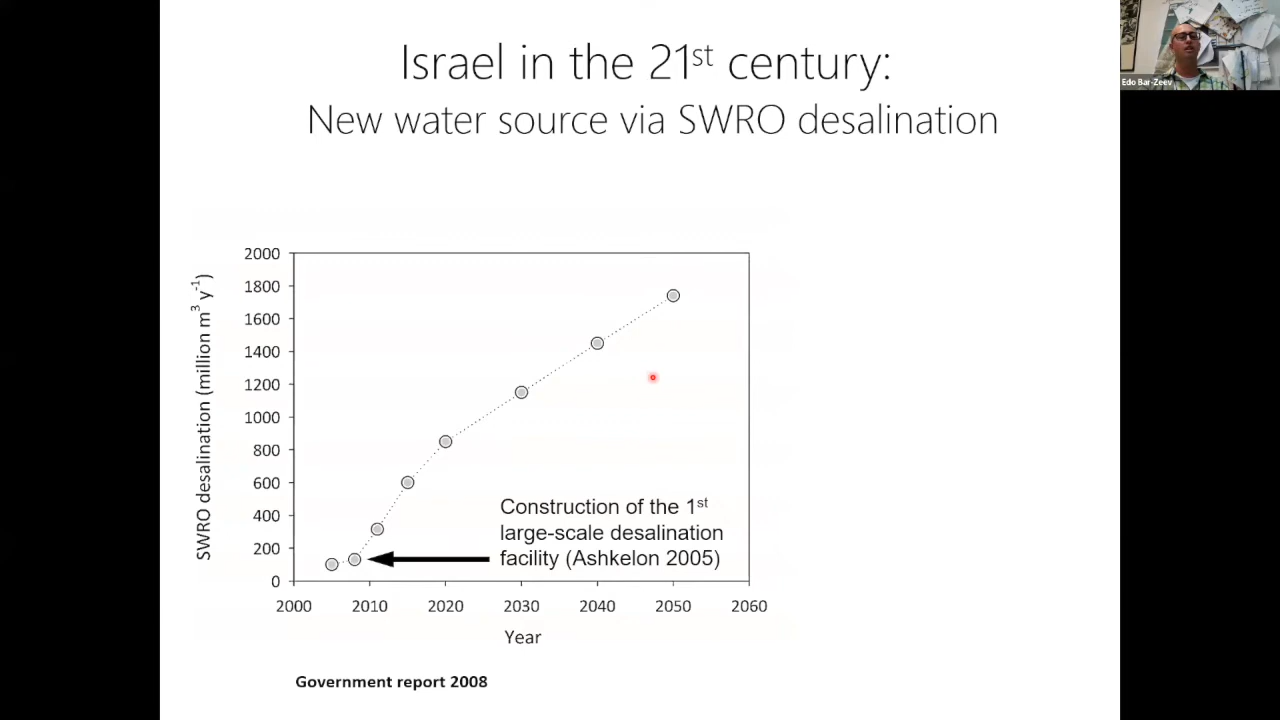 Israel in the 21st century:
New water source via SWRO desalination
Edo Bar-Zeev
SWRO desalination (million m3 y-1)
2000
1800
1600
1400
1200
1000
800
600
400
200
0
Construction of the 1st
large-scale desalination
facility (Ashkelon 2005)
2000 2010 2020 2030 2040 2050 2060
Year
Government report 2008